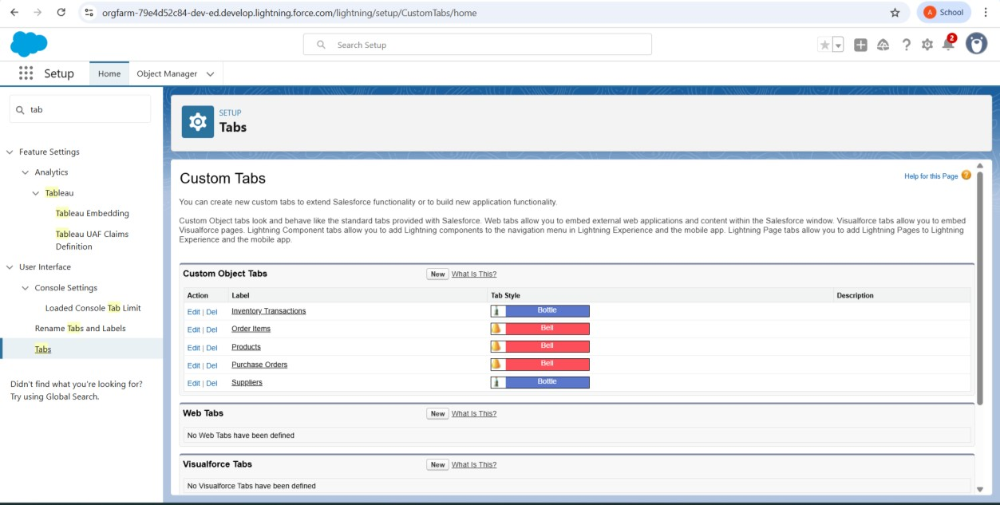 orgfarm-79e4d52c84-dev-ed.develop.lightning.force.com/lightning/setup/CustomTabs/home
A School
Search Setup
2
Setup Home Object Manager
tab
SETUP
Tabs
Feature Settings
Analytics
Tableau
Tableau Embedding
Tableau UAF Claims
Definition
User Interface
Console Settings
Loaded Console Tab Limit
Rename Tabs and Labels
Tabs
Didn't find what you're looking for?
Try using Global Search.
Custom Tabs
Help for this Page ?
You can create new custom tabs to extend Salesforce functionality or to build new application functionality.
Custom Object tabs look and behave like the standard tabs provided with Salesforce. Web tabs allow you to embed external web applications and content within the Salesforce window. Visualforce tabs allow you to embed
Visualforce pages. Lightning Component tabs allow you to add Lightning components to the navigation menu in Lightning Experience and the mobile app. Lightning Page tabs allow you to add Lightning Pages to Lightning
Experience and the mobile app.
Custom Object Tabs New What Is This?
Action Label Tab Style Description
Edit | Del Inventory Transactions Bottle
Edit | Del Order Items Bell
Edit | Del Products Bell
Edit | Del Purchase Orders Bell
Edit | Del Suppliers Bottle
Web Tabs New What Is This?
No Web Tabs have been defined
Visualforce Tabs New What Is This?
No Visualforce Tabs have been defined